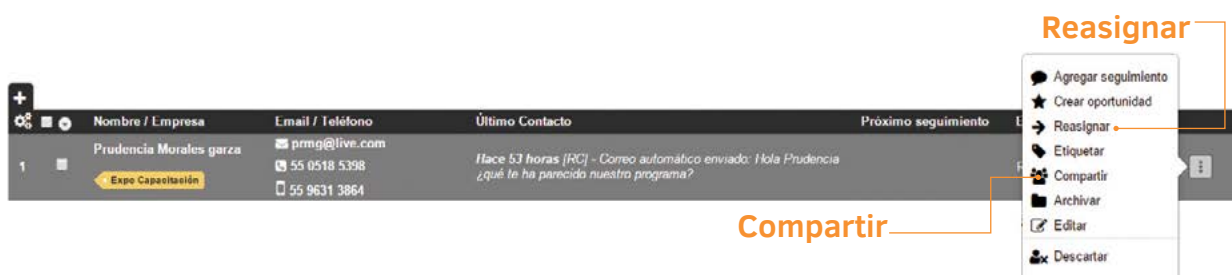 Reasignar
Agregar seguimiento
Crear oportunidad
Reasignar
Etiquetar
Compartir
Archivar
Editar
Descartar
Nombre / Empresa
Email / Teléfono
Último Contacto
Próximo seguimiento
E
1
Prudencia Morales garza
Expo Capacitación
prmg@live.com
55 0518 5398
55 9631 3864
Hace 53 horas [RC] - Correo automático enviado: Hola Prudencia
¿qué te ha parecido nuestro programa?
Compartir